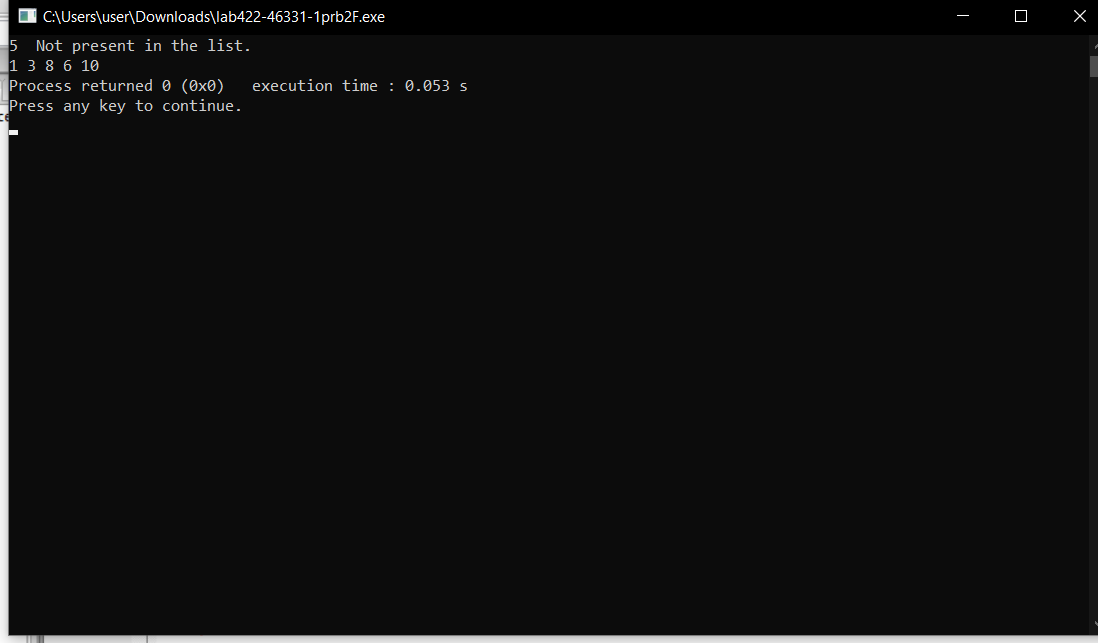 C:\Users\user\Downloads\lab422-46331-1prb2F.exe
5  Not present in the list.
1 3 8 6 10
Process returned 0 (0x0)   execution time : 0.053 s
Press any key to continue.